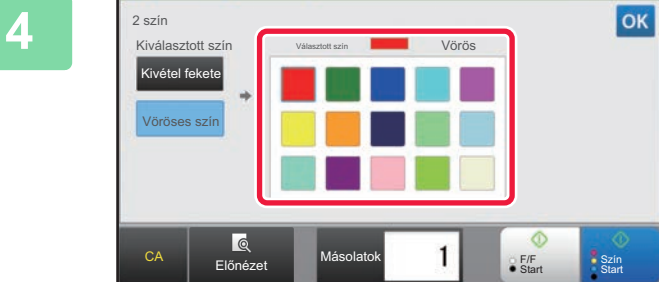 4
2 szín
OK
Kiválasztott szín
Választott szín
Vörös
Kivétel fekete
Vöröses szín
CA
Előnézet
Másolatok
1
F/F
Start
Szín
Start